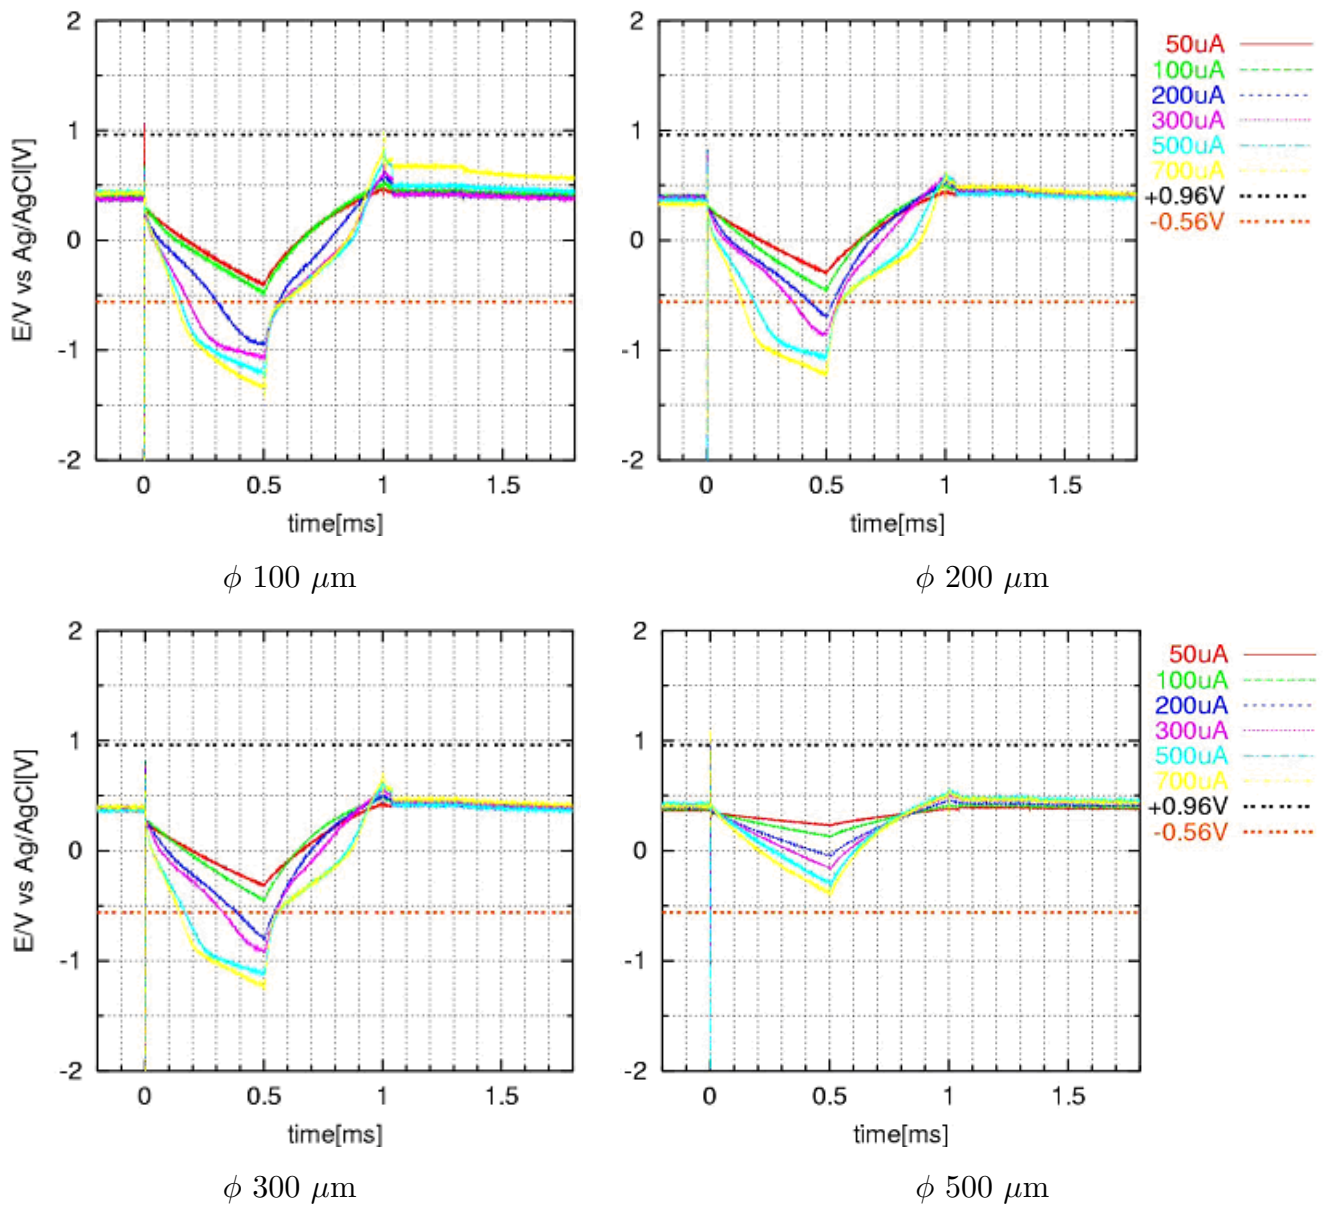 2
1
0
-1
-2
E/V vs Ag/AgCl[V]
0
0.5
1
1.5
time[ms]
ϕ 100 μm
2
1
0
-1
-2
0
0.5
1
1.5
time[ms]
ϕ 200 μm
50uA
100uA
200uA
300uA
500uA
700uA
+0.96V
-0.56V
2
1
0
-1
-2
E/V vs Ag/AgCl[V]
0
0.5
1
1.5
time[ms]
ϕ 300 μm
2
1
0
-1
-2
0
0.5
1
1.5
time[ms]
ϕ 500 μm
50uA
100uA
200uA
300uA
500uA
700uA
+0.96V
-0.56V